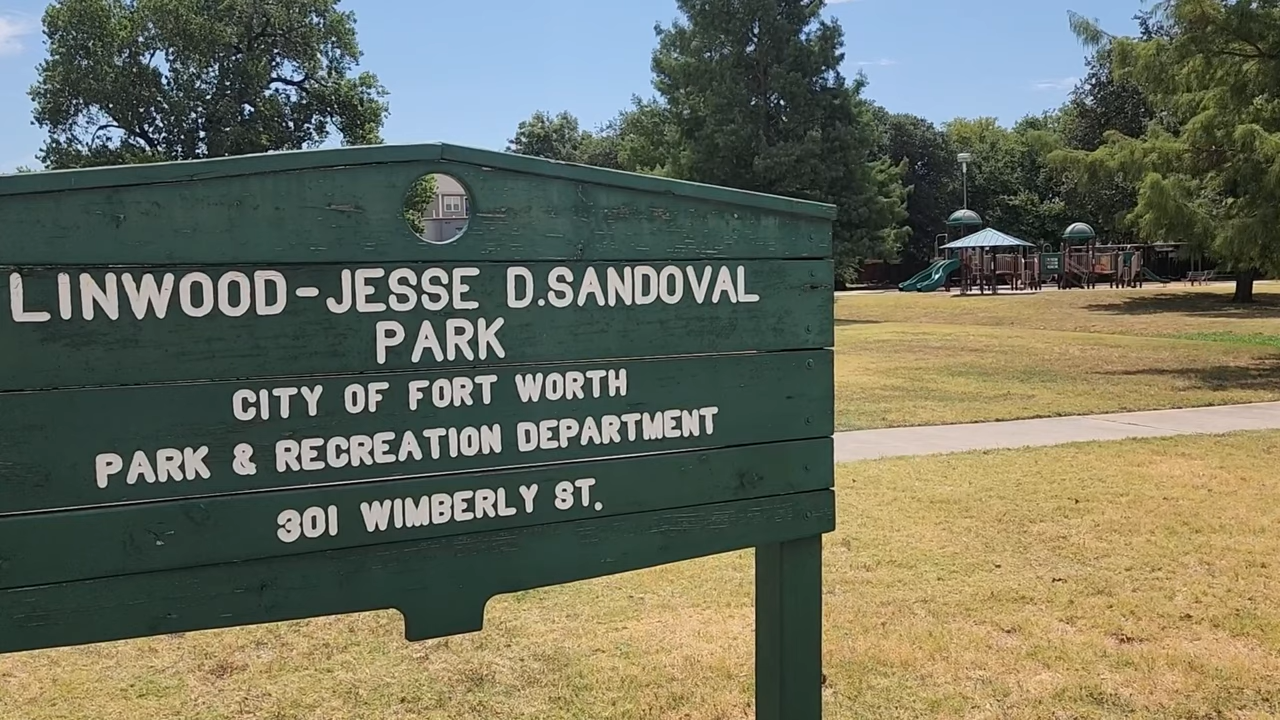 LINWOOD-JESSE D. SANDOVAL
PARK
CITY OF FORT WORTH
PARK & RECREATION DEPARTMENT
301 WIMBERLY ST.